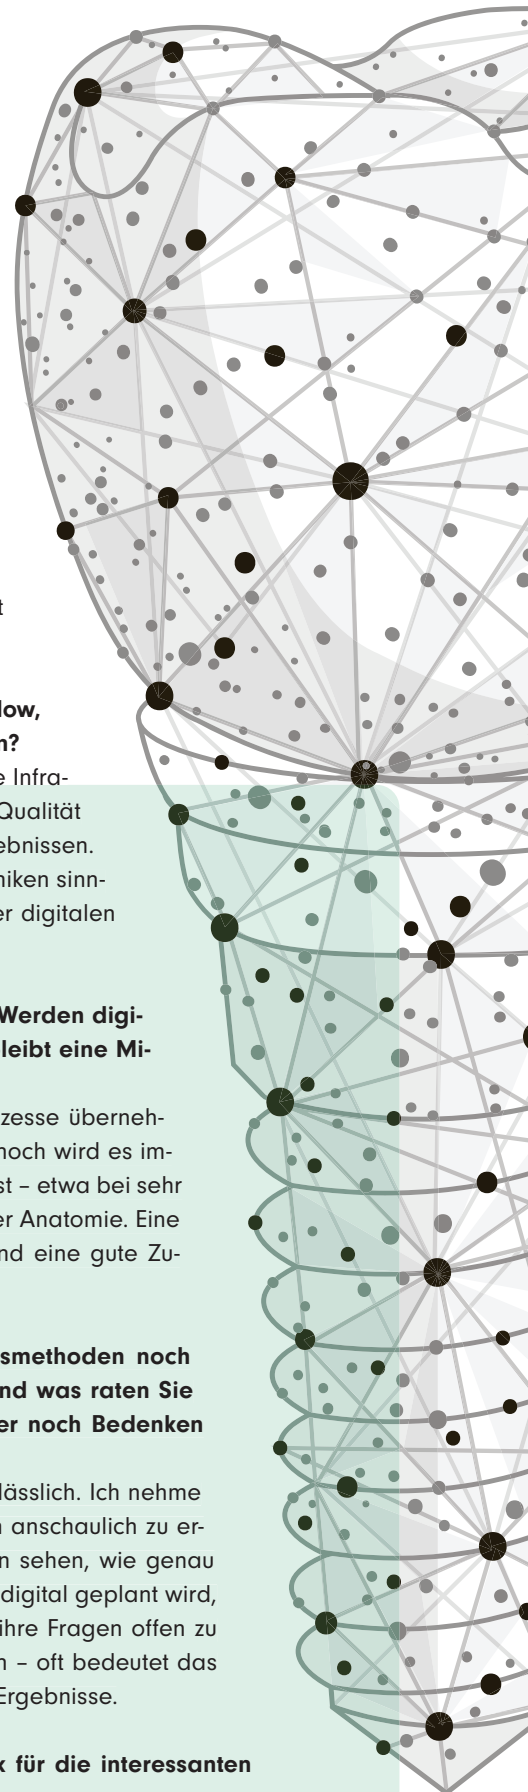 t
low,
n?
e Infra-
Qualität
ebnissen.
niken sinn-
er digitalen
Werden digi-
leibt eine Mi-
zesse überneh-
noch wird es im-
st – etwa bei sehr
er Anatomie. Eine
nd eine gute Zu-
smethoden noch
nd was raten Sie
er noch Bedenken
lässlich. Ich nehme
n anschaulich zu er-
n sehen, wie genau
digital geplant wird,
ihre Fragen offen zu
n – oft bedeutet das
Ergebnisse.
k für die interessanten